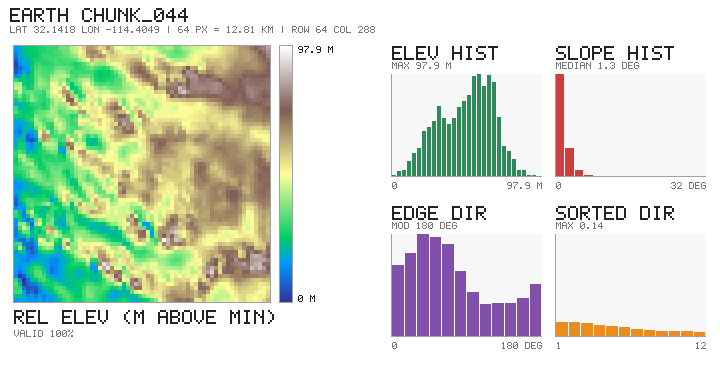 EARTH CHUNK_044
LAT 32.1418 LON -114.4049 | 64 PX = 12.81 KM | ROW 64 COL 288
97.9 M
0 M
REL ELEV (M ABOVE MIN)
VALID 100%
ELEV HIST
MAX 97.9 M
0 97.9 M
SLOPE HIST
MEDIAN 1.3 DEG
0 32 DEG
EDGE DIR
MOD 180 DEG
0 180 DEG
SORTED DIR
MAX 0.14
1 12